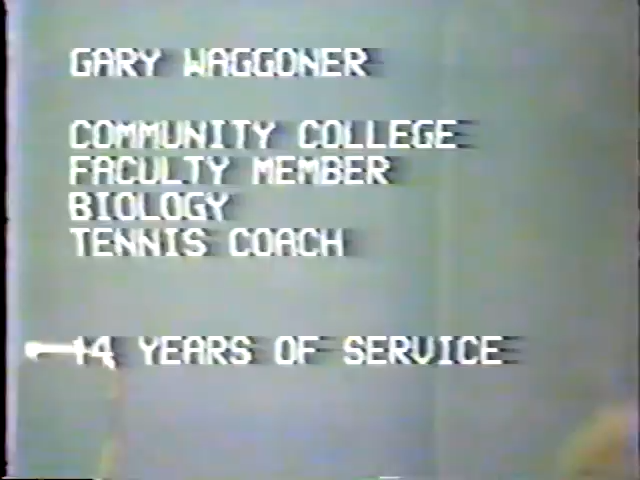 GARY WAGGONER
COMMUNITY COLLEGE
FACULTY MEMBER
BIOLOGY
TENNIS COACH
14 YEARS OF SERVICE